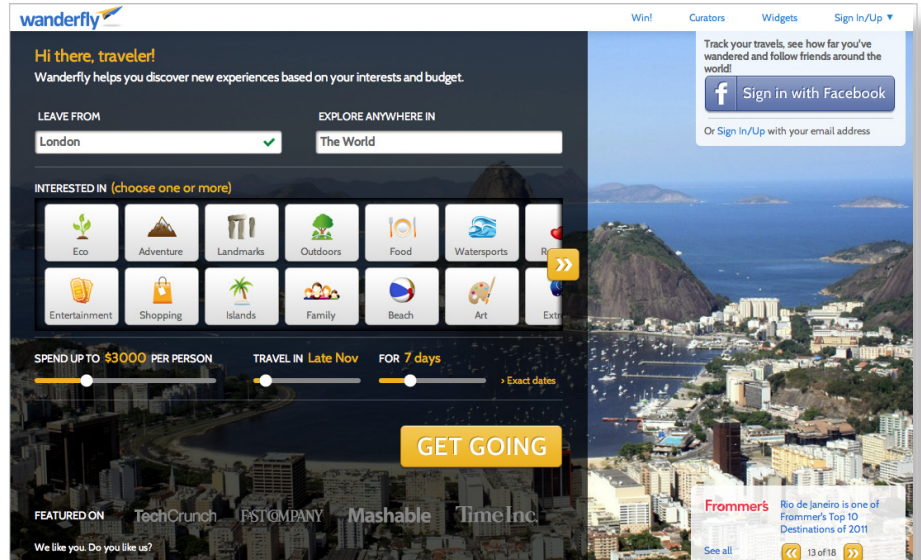 wanderfly
Win! Curators Widgets Sign In/Up ▼
Hi there, traveler!
Wanderfly helps you discover new experiences based on your interests and budget.
LEAVE FROM
London
EXPLORE ANYWHERE IN
The World
INTERESTED IN (choose one or more)
Eco Adventure Landmarks Outdoors Food Watersports R
Entertainment Shopping Islands Family Beach Art Extr
SPEND UP TO $3000 PER PERSON
TRAVEL IN Late Nov
FOR 7 days
› Exact dates
GET GOING
FEATURED ON TechCrunch FAST COMPANY Mashable Time Inc.
We like you. Do you like us?
Track your travels, see how far you've
wandered and follow friends around the
world!
f Sign in with Facebook
Or Sign In/Up with your email address
Frommer's
Rio de Janeiro is one of
Frommer's Top 10
Destinations of 2011
See all
13 of 18